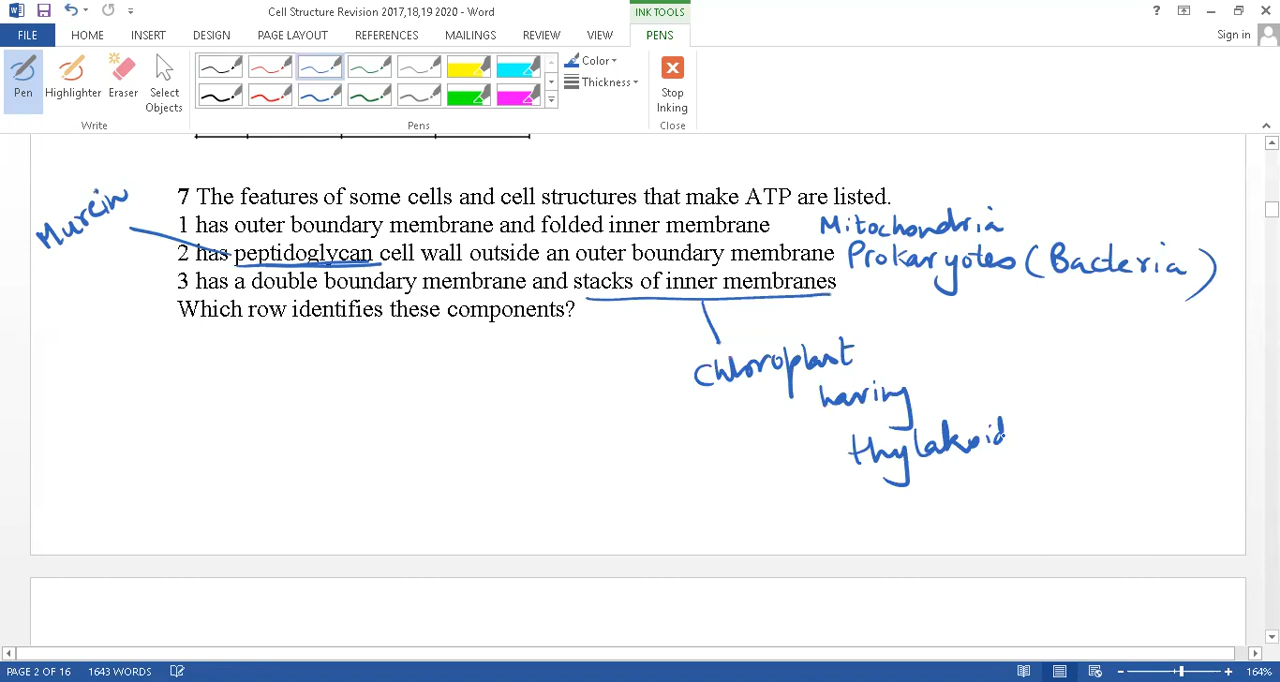 Cell Structure Revision 2017,18,19 2020 - Word
INK TOOLS
FILE HOME INSERT DESIGN PAGE LAYOUT REFERENCES MAILINGS REVIEW VIEW PENS
Sign in
Pen Highlighter Eraser Select Objects
Color
Thickness
Stop Inking
Write Pens Close
Murein
7 The features of some cells and cell structures that make ATP are listed.
1 has outer boundary membrane and folded inner membrane Mitochondria
2 has peptidoglycan cell wall outside an outer boundary membrane Prokaryotes (Bacteria)
3 has a double boundary membrane and stacks of inner membranes
Which row identifies these components?
Chloroplast
having
thylakoid
PAGE 2 OF 16 1643 WORDS 164%